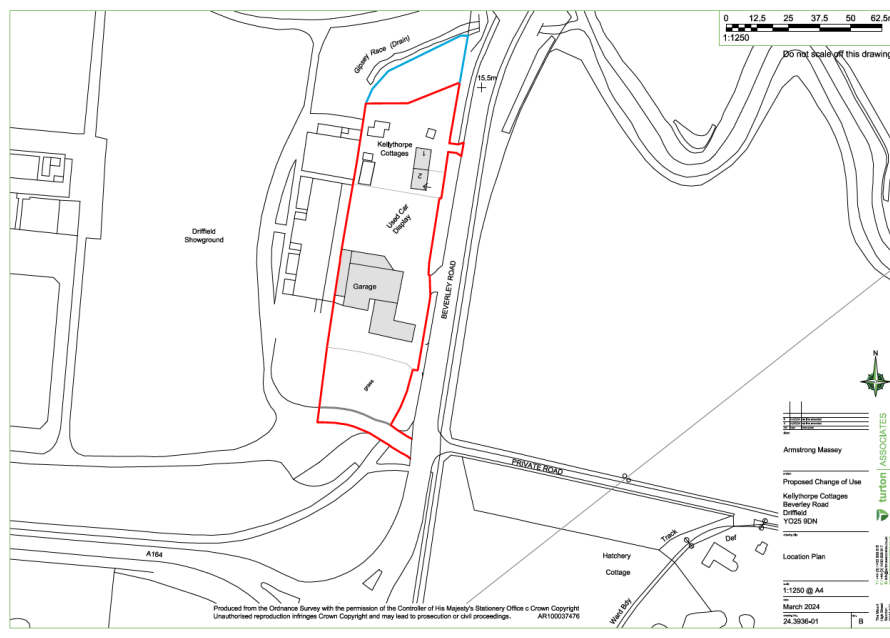 0 12.5 25 37.5 50 62.5m
1:1250
Do not scale off this drawing
Gipsey Race (Drain)
15.5m
Kellythorpe
Cottages
1
2
Used Car
Display
Driffield
Showground
BEVERLEY ROAD
Garage
grass
N
PRIVATE ROAD
A164
Track
Def
Hatchery
Cottage
Ward Bdy
turton ASSOCIATES
Armstrong Massey
Proposed Change of Use
Kellythorpe Cottages
Beverley Road
Driffield
YO25 9DN
Location Plan
1:1250 @ A4
March 2024
24.3936-01
B
Produced from the Ordnance Survey with the permission of the Controller of His Majesty's Stationery Office c Crown Copyright
Unauthorised reproduction infringes Crown Copyright and may lead to prosecution or civil proceedings. AR100037476